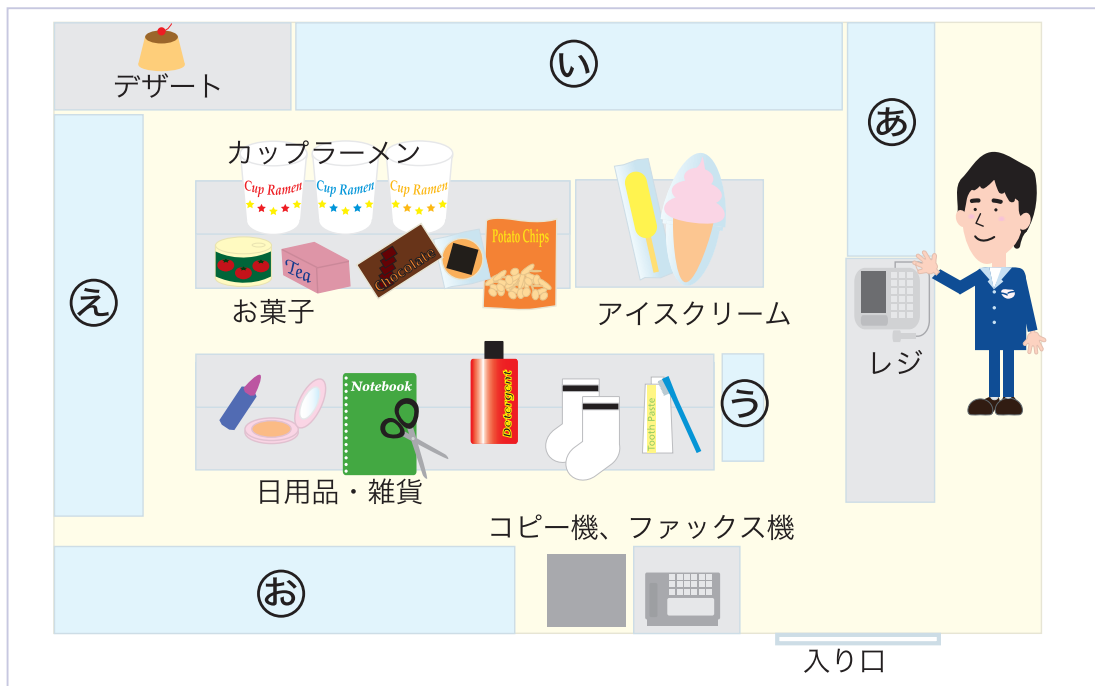 デザート
い
あ
カップラーメン
Cup Ramen
Cup Ramen
Cup Ramen
Tea
Chocolate
Potato Chips
え
お菓子
アイスクリーム
レジ
Notebook
Detergent
Tooth Paste
う
日用品・雑貨
コピー機、ファックス機
お
入り口